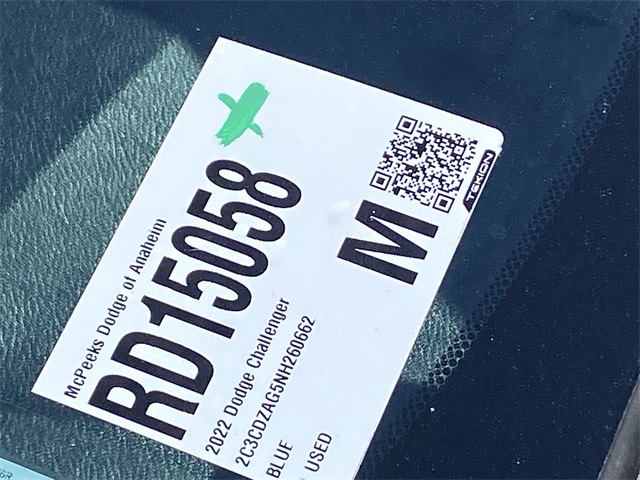 McPeeks Dodge of Anaheim
RD15058
M
TEKION
2022 Dodge Challenger
2C3CDZAG5NH260662
BLUE
USED